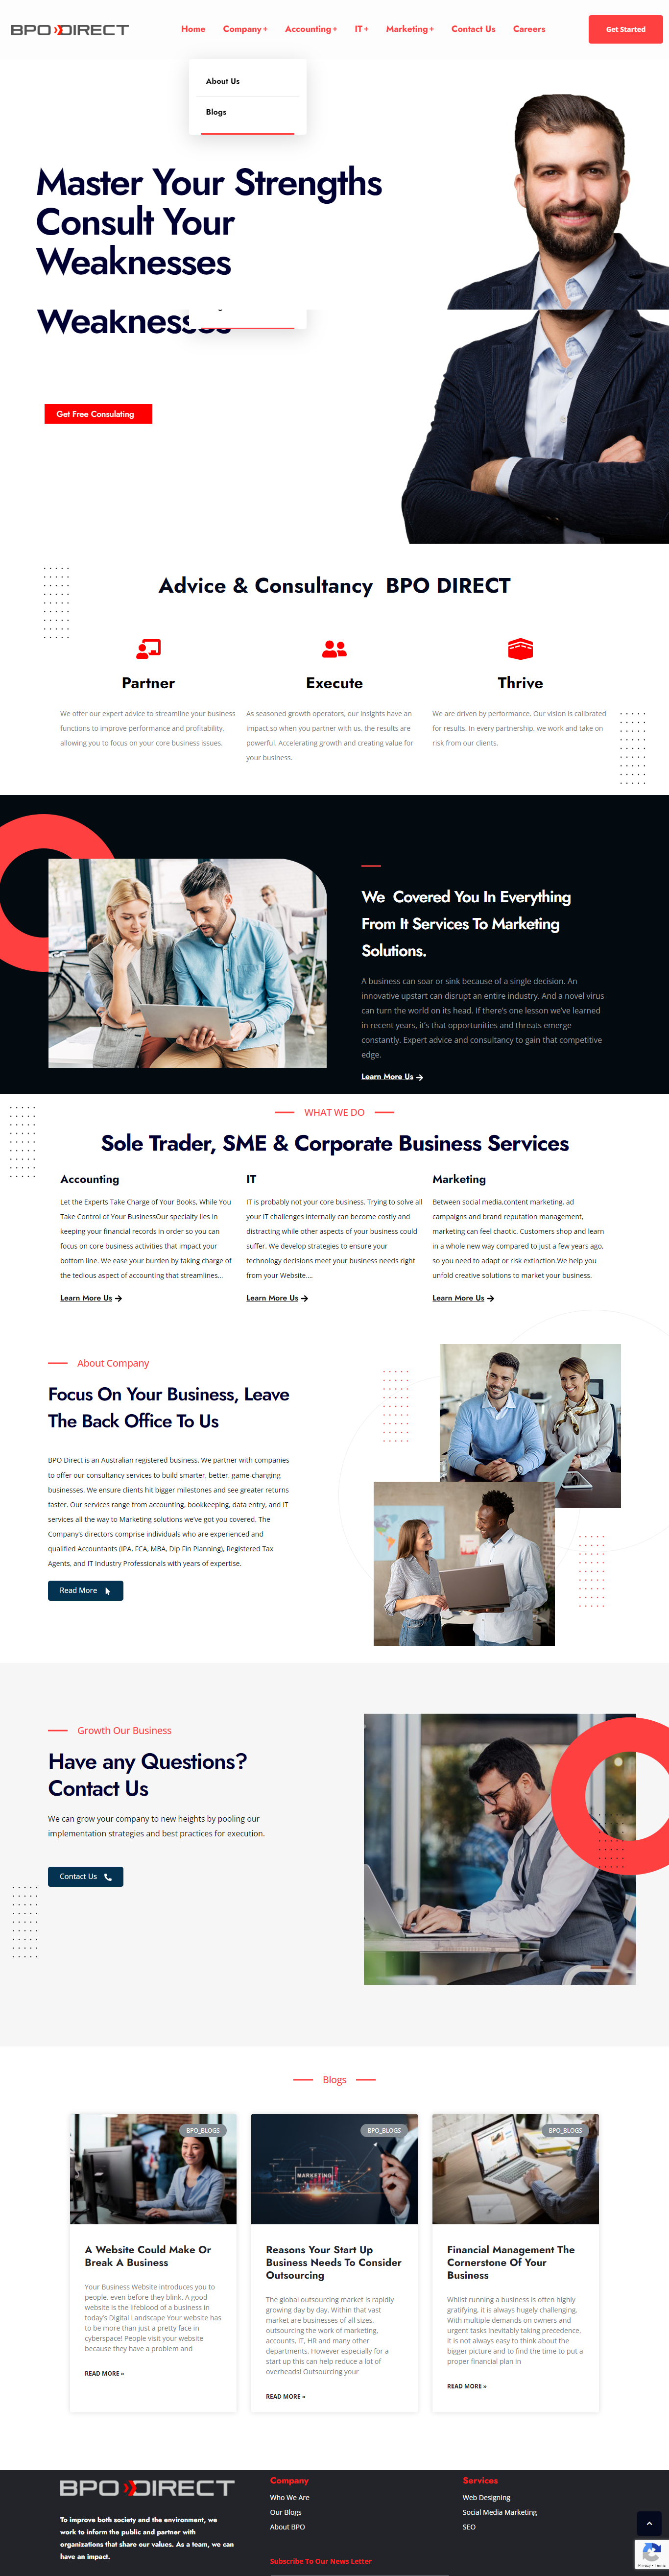 BPO DIRECT
Home Company + Accounting + IT + Marketing + Contact Us Careers
Get Started
About Us
Blogs
Master Your Strengths
Consult Your
Weaknesses
Weaknesses
Get Free Consulating
Advice & Consultancy BPO DIRECT
Partner
We offer our expert advice to streamline your business
functions to improve performance and profitability,
allowing you to focus on your core business issues.
Execute
As seasoned growth operators, our insights have an
impact,so when you partner with us, the results are
powerful. Accelerating growth and creating value for
your business.
Thrive
We are driven by performance. Our vision is calibrated
for results. In every partnership, we work and take on
risk from our clients.
We Covered You In Everything
From It Services To Marketing
Solutions.
A business can soar or sink because of a single decision. An
innovative upstart can disrupt an entire industry. And a novel virus
can turn the world on its head. If there's one lesson we've learned
in recent years, it's that opportunities and threats emerge
constantly. Expert advice and consultancy to gain that competitive
edge.
Learn More Us
WHAT WE DO
Sole Trader, SME & Corporate Business Services
Accounting
Let the Experts Take Charge of Your Books, While You
Take Control of Your BusinessOur specialty lies in
keeping your financial records in order so you can
focus on core business activities that impact your
bottom line. We ease your burden by taking charge of
the tedious aspect of accounting that streamlines...
Learn More Us
IT
IT is probably not your core business. Trying to solve all
your IT challenges internally can become costly and
distracting while other aspects of your business could
suffer. We develop strategies to ensure your
technology decisions meet your business needs right
from your Website....
Learn More Us
Marketing
Between social media,content marketing, ad
campaigns and brand reputation management,
marketing can feel chaotic. Customers shop and learn
in a whole new way compared to just a few years ago,
so you need to adapt or risk extinction.We help you
unfold creative solutions to market your business.
Learn More Us
About Company
Focus On Your Business, Leave
The Back Office To Us
BPO Direct is an Australian registered business. We partner with companies
to offer our consultancy services to build smarter, better, game-changing
businesses. We ensure clients hit bigger milestones and see greater returns
faster. Our services range from accounting, bookkeeping, data entry, and IT
services all the way to Marketing solutions we've got you covered. The
Company's directors comprise individuals who are experienced and
qualified Accountants (IPA, FCA, MBA, Dip Fin Planning), Registered Tax
Agents, and IT Industry Professionals with years of expertise.
Read More
Growth Our Business
Have any Questions?
Contact Us
We can grow your company to new heights by pooling our
implementation strategies and best practices for execution.
Contact Us
Blogs
BPO_BLOGS
A Website Could Make Or
Break A Business
Your Business Website introduces you to
people, even before they blink. A good
website is the lifeblood of a business in
today's Digital Landscape Your website has
to be more than just a pretty face in
cyberspace! People visit your website
because they have a problem and
READ MORE »
BPO_BLOGS
MARKETING
Reasons Your Start Up
Business Needs To Consider
Outsourcing
The global outsourcing market is rapidly
growing day by day. Within that vast
market are businesses of all sizes,
outsourcing the work of marketing,
accounts, IT, HR and many other
departments. However especially for a
start up this can help reduce a lot of
overheads! Outsourcing your
READ MORE »
BPO_BLOGS
Financial Management The
Cornerstone Of Your
Business
Whilst running a business is often highly
gratifying, it is always hugely challenging.
With multiple demands on owners and
urgent tasks inevitably taking precedence,
it is not always easy to think about the
bigger picture and to find the time to put a
proper financial plan in
READ MORE »
BPO DIRECT
To improve both society and the environment, we
work to inform the public and partner with
organizations that share our values. As a team, we can
have an impact.
Company
Who We Are
Our Blogs
About BPO
Services
Web Designing
Social Media Marketing
SEO
Subscribe To Our News Letter
Privacy - Terms